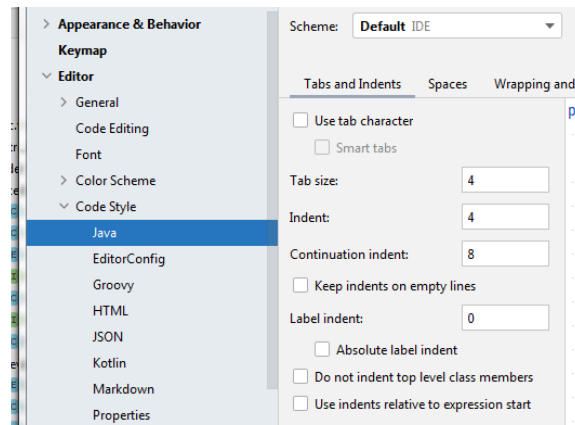 Appearance & Behavior
Keymap
Editor
General
Code Editing
Font
Color Scheme
Code Style
Java
EditorConfig
Groovy
HTML
JSON
Kotlin
Markdown
Properties
Scheme: Default IDE
Tabs and Indents Spaces Wrapping and
Use tab character
Smart tabs
Tab size: 4
Indent: 4
Continuation indent: 8
Keep indents on empty lines
Label indent: 0
Absolute label indent
Do not indent top level class members
Use indents relative to expression start